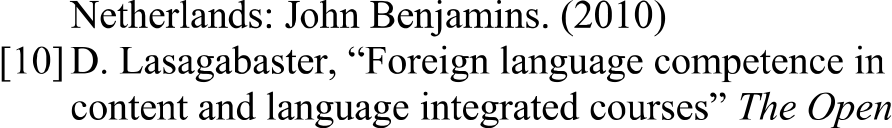 Netherlands: John Benjamins. (2010)
[10] D. Lasagabaster, “Foreign language competence in
content and language integrated courses” The Open